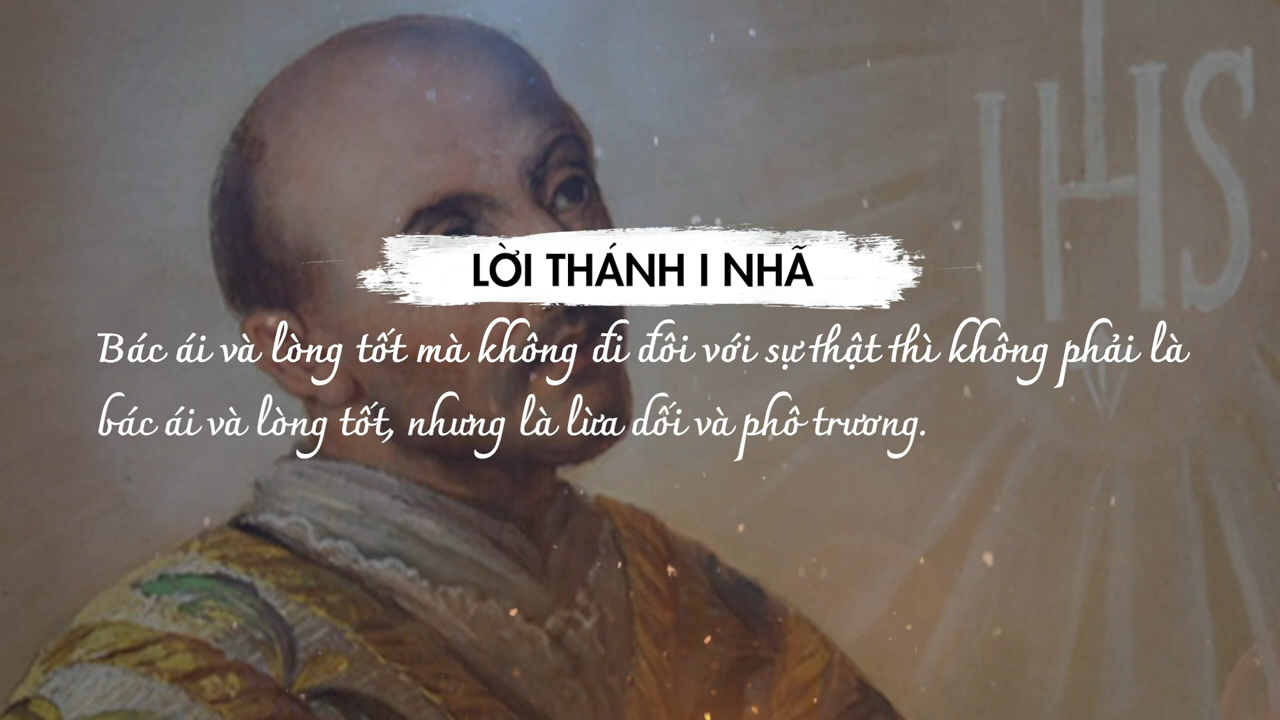 IHS
LỜI THÁNH I NHÃ
Bác ái và lòng tốt mà không đi đôi với sự thật thì không phải là
bác ái và lòng tốt, nhưng là lừa dối và phô trương.